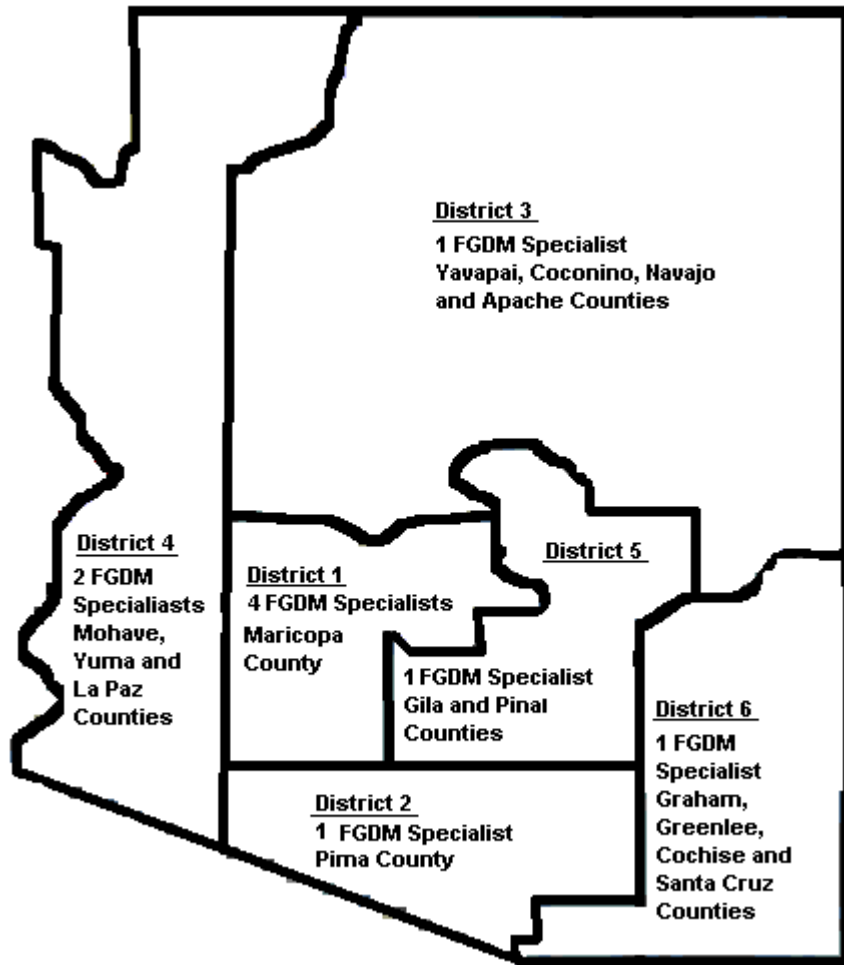 District 3
1 FGDM Specialist
Yavapai, Coconino, Navajo
and Apache Counties
District 4
2 FGDM
Specialiasts
Mohave,
Yuma and
La Paz
Counties
District 1
4 FGDM Specialists
Maricopa
County
District 5
1 FGDM Specialist
Gila and Pinal
Counties
District 2
1 FGDM Specialist
Pima County
District 6
1 FGDM
Specialist
Graham,
Greenlee,
Cochise and
Santa Cruz
Counties